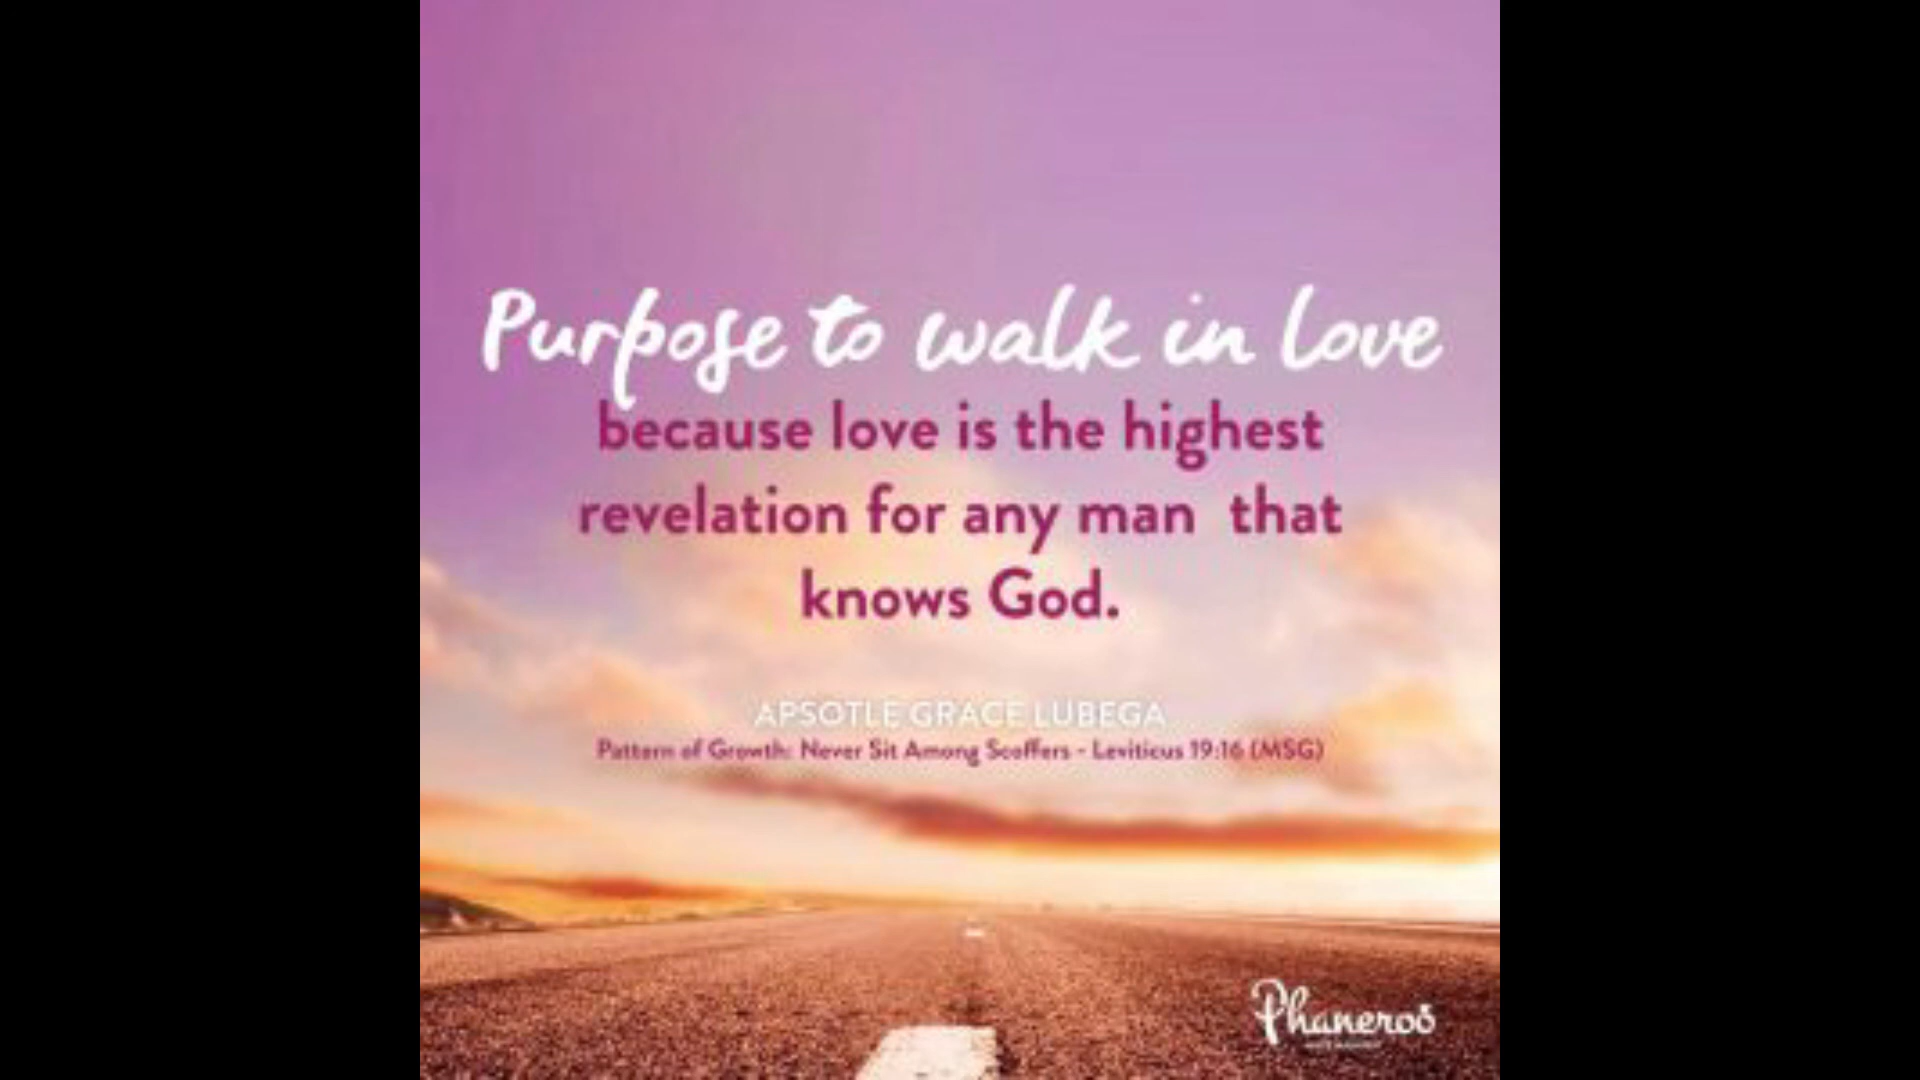 Purpose to walk in love
because love is the highest
revelation for any man that
knows God.
APSOTLE GRACE LUBEGA
Pattern of Growth: Never Sit Among Scoffers - Leviticus 19:16 (MSG)
Phaneroo